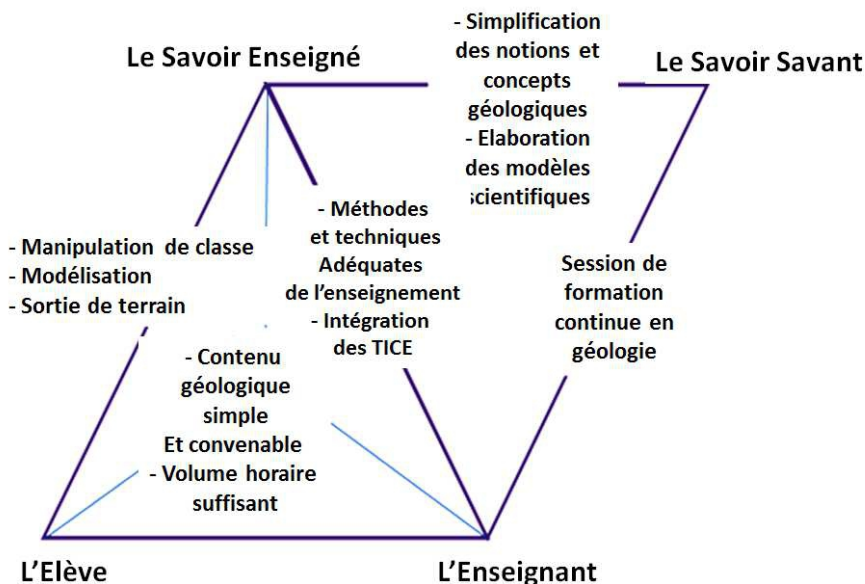 Le Savoir Enseigné
- Simplification
des notions et
concepts
géologiques
- Elaboration
des modèles
scientifiques
Le Savoir Savant
- Manipulation de classe
- Modélisation
- Sortie de terrain
- Méthodes
et techniques
Adéquates
de l'enseignement
- Intégration
des TICE
Session de
formation
continue en
géologie
- Contenu
géologique
simple
Et convenable
- Volume horaire
suffisant
L'Elève
L'Enseignant